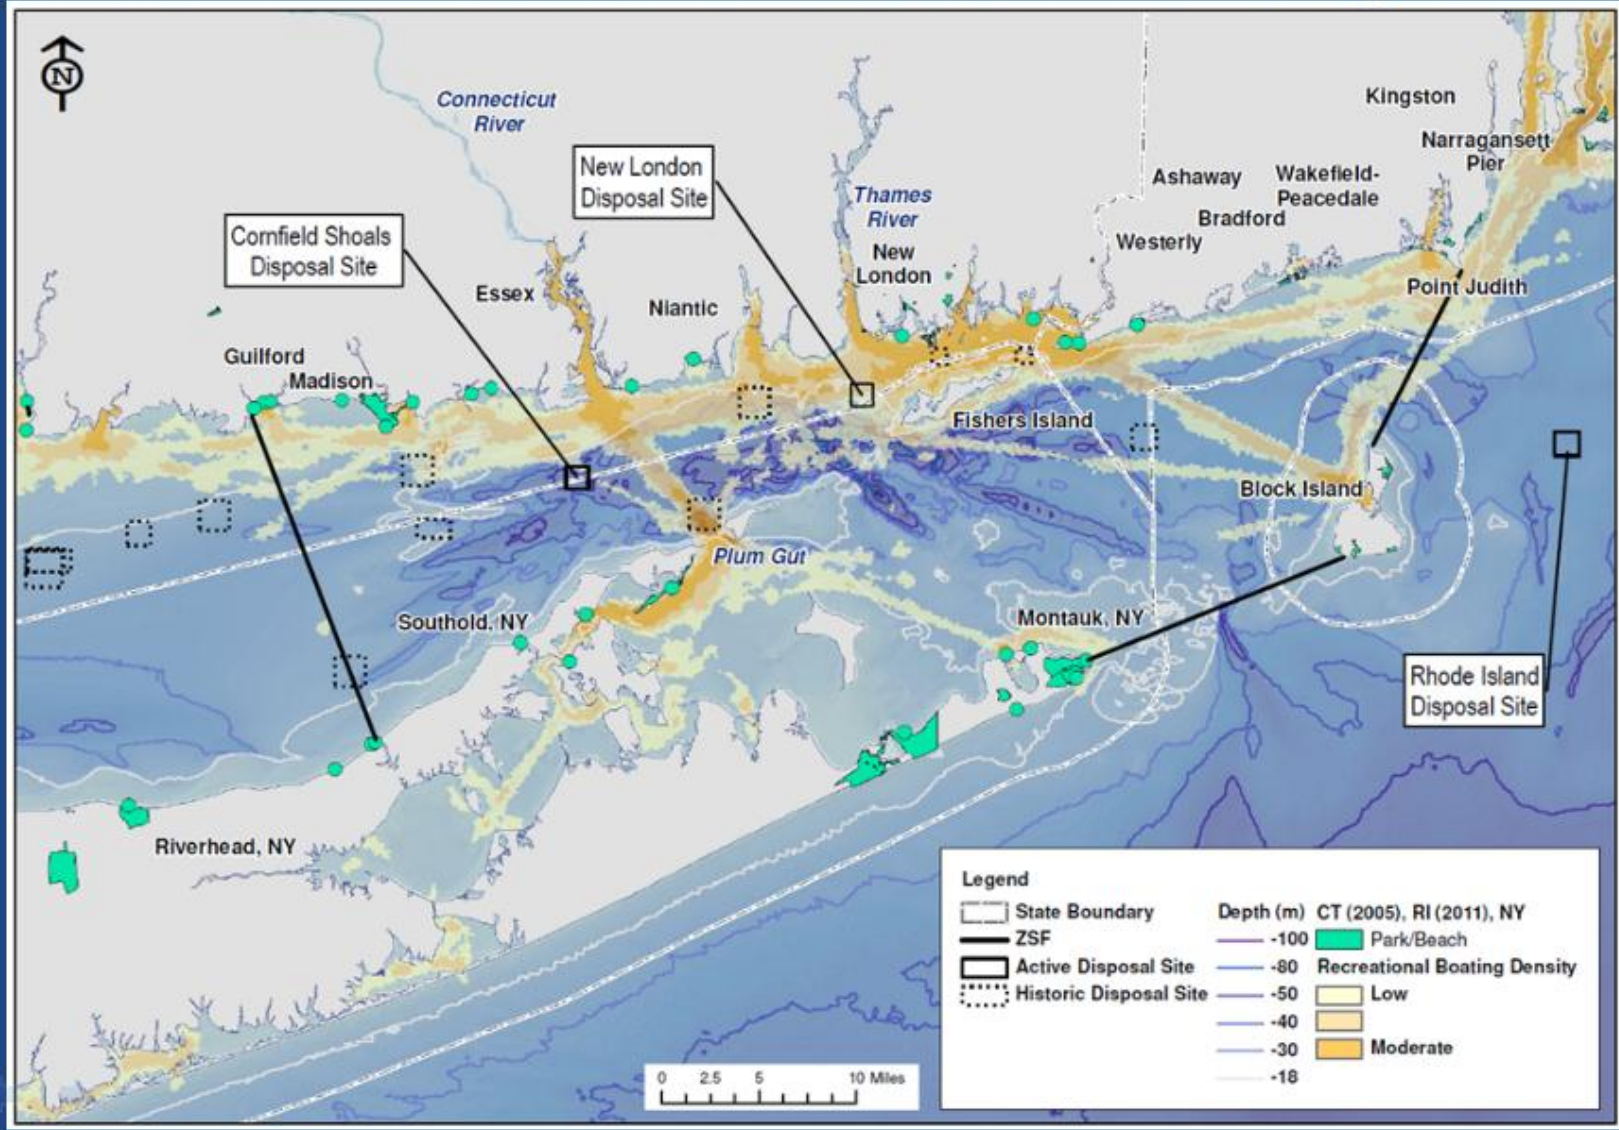 N
Connecticut
River
New London
Disposal Site
Kingston
Narragansett
Pier
Thames
River
Ashaway
Wakefield-
Peacedale
Bradford
Westerly
Cornfield Shoals
Disposal Site
New
London
Essex
Niantic
Point Judith
Guilford
Madison
Fishers Island
Block Island
Plum Gut
Southold, NY
Montauk, NY
Rhode Island
Disposal Site
Riverhead, NY
Legend
State Boundary
ZSF
Active Disposal Site
Historic Disposal Site
Depth (m)
-100
-80
-50
-40
-30
-18
CT (2005), RI (2011), NY
Park/Beach
Recreational Boating Density
Low
Moderate
0 2.5 5 10 Miles